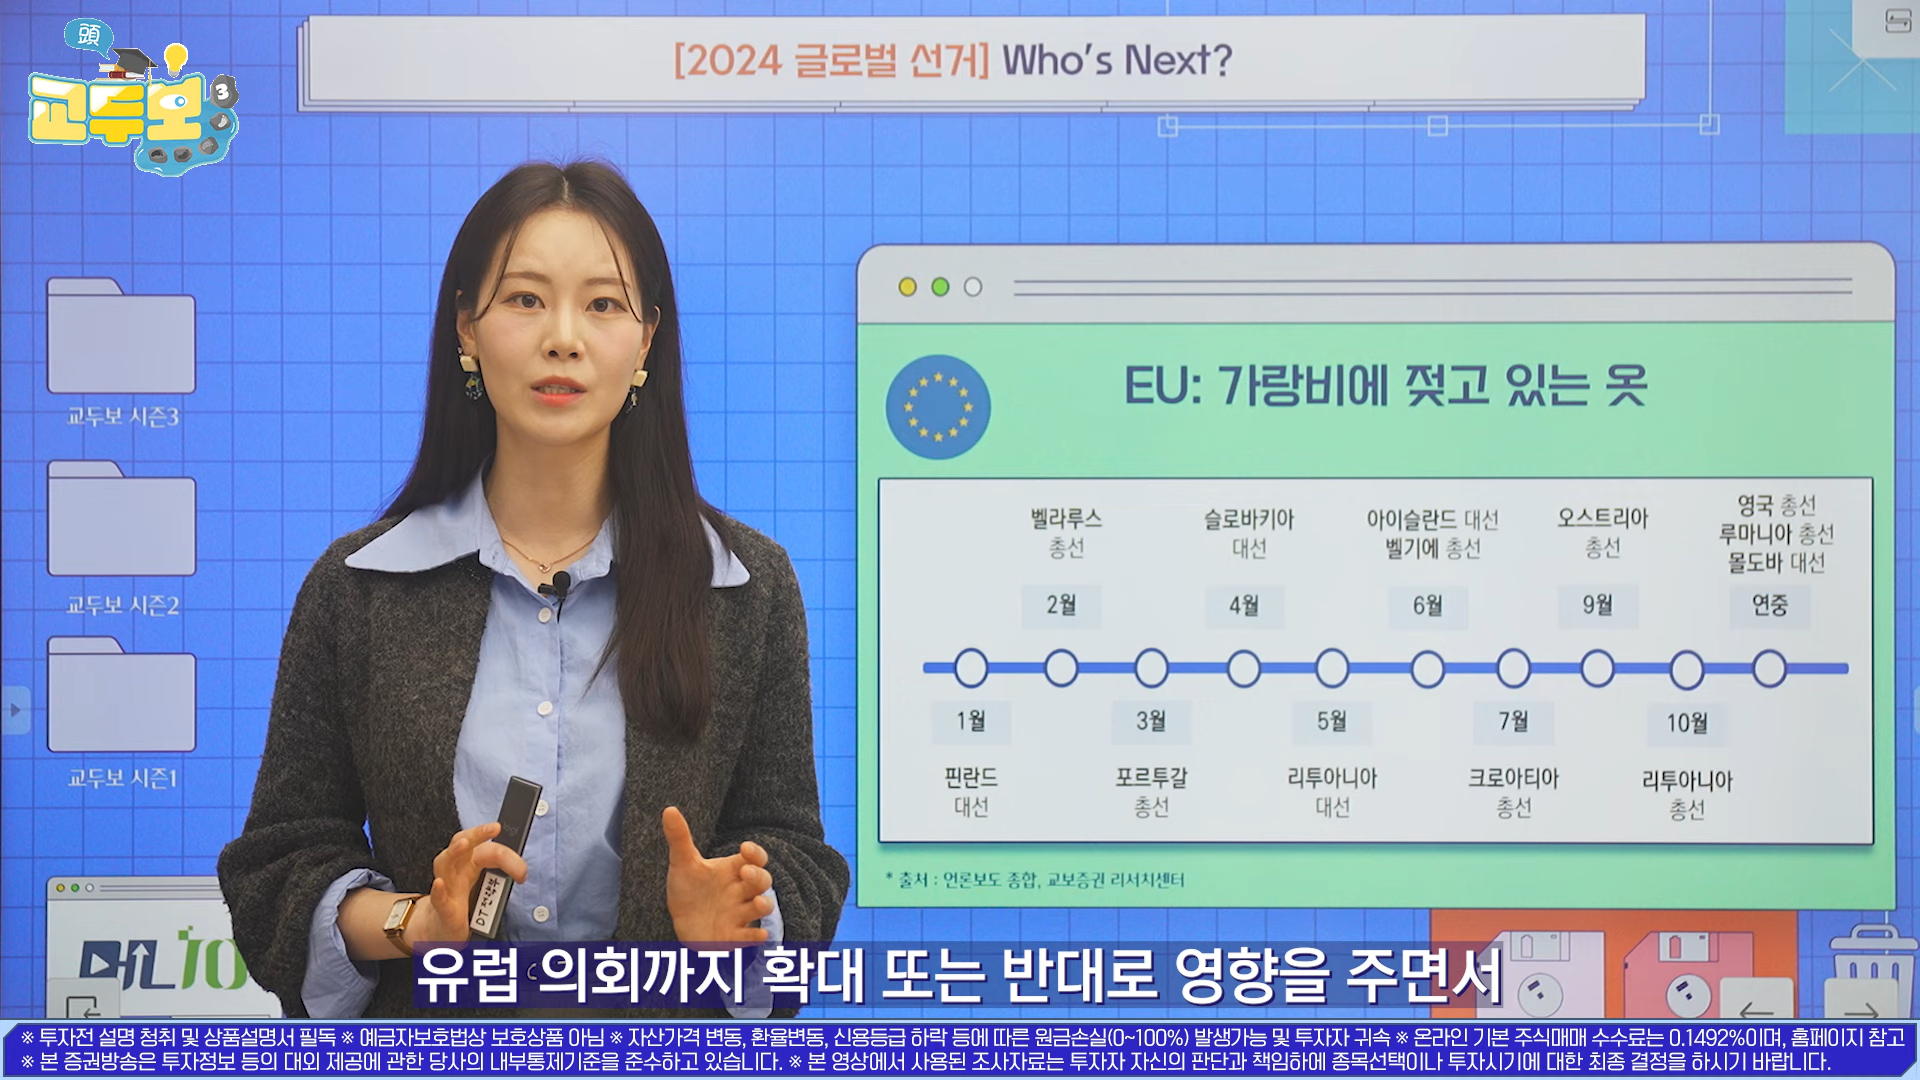 頭
교두보 3
[2024 글로벌 선거] Who's Next?
교두보 시즌3
교두보 시즌2
교두보 시즌1
EU: 가랑비에 젖고 있는 옷
벨라루스
총선
슬로바키아
대선
아이슬란드 대선
벨기에 총선
오스트리아
총선
영국 총선
루마니아 총선
몰도바 대선
2월
4월
6월
9월
연중
1월
3월
5월
7월
10월
핀란드
대선
포르투갈
총선
리투아니아
대선
크로아티아
총선
리투아니아
총선
* 출처 : 언론보도 종합, 교보증권 리서치센터
유럽 의회까지 확대 또는 반대로 영향을 주면서
※ 투자전 설명 청취 및 상품설명서 필독 ※ 예금자보호법상 보호상품 아님 ※ 자산가격 변동, 환율변동, 신용등급 하락 등에 따른 원금손실(0~100%) 발생가능 및 투자자 귀속 ※ 온라인 기본 주식매매 수수료는 0.1492%이며, 홈페이지 참고
※ 본 증권방송은 투자정보 등의 대외 제공에 관한 당사의 내부통제기준을 준수하고 있습니다. ※ 본 영상에서 사용된 조사자료는 투자자 자신의 판단과 책임하에 종목선택이나 투자시기에 대한 최종 결정을 하시기 바랍니다.